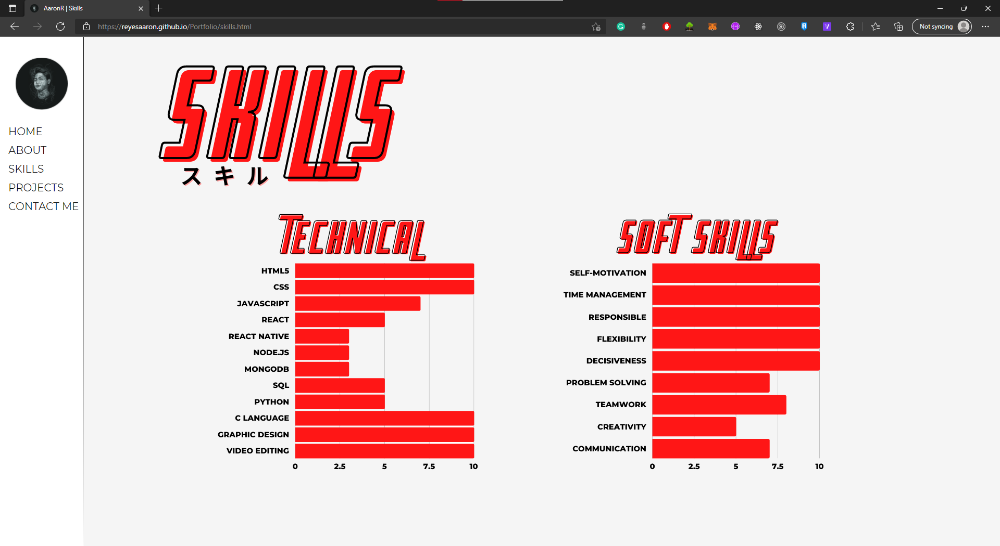 AaronR | Skills
https://reyesaaron.github.io/Portfolio/skills.html
Not syncing
HOME
ABOUT
SKILLS
PROJECTS
CONTACT ME
SKILLS
スキル
TECHNICAL
HTML5
CSS
JAVASCRIPT
REACT
REACT NATIVE
NODE.JS
MONGODB
SQL
PYTHON
C LANGUAGE
GRAPHIC DESIGN
VIDEO EDITING
0 2.5 5 7.5 10
SOFT SKILLS
SELF-MOTIVATION
TIME MANAGEMENT
RESPONSIBLE
FLEXIBILITY
DECISIVENESS
PROBLEM SOLVING
TEAMWORK
CREATIVITY
COMMUNICATION
0 2.5 5 7.5 10